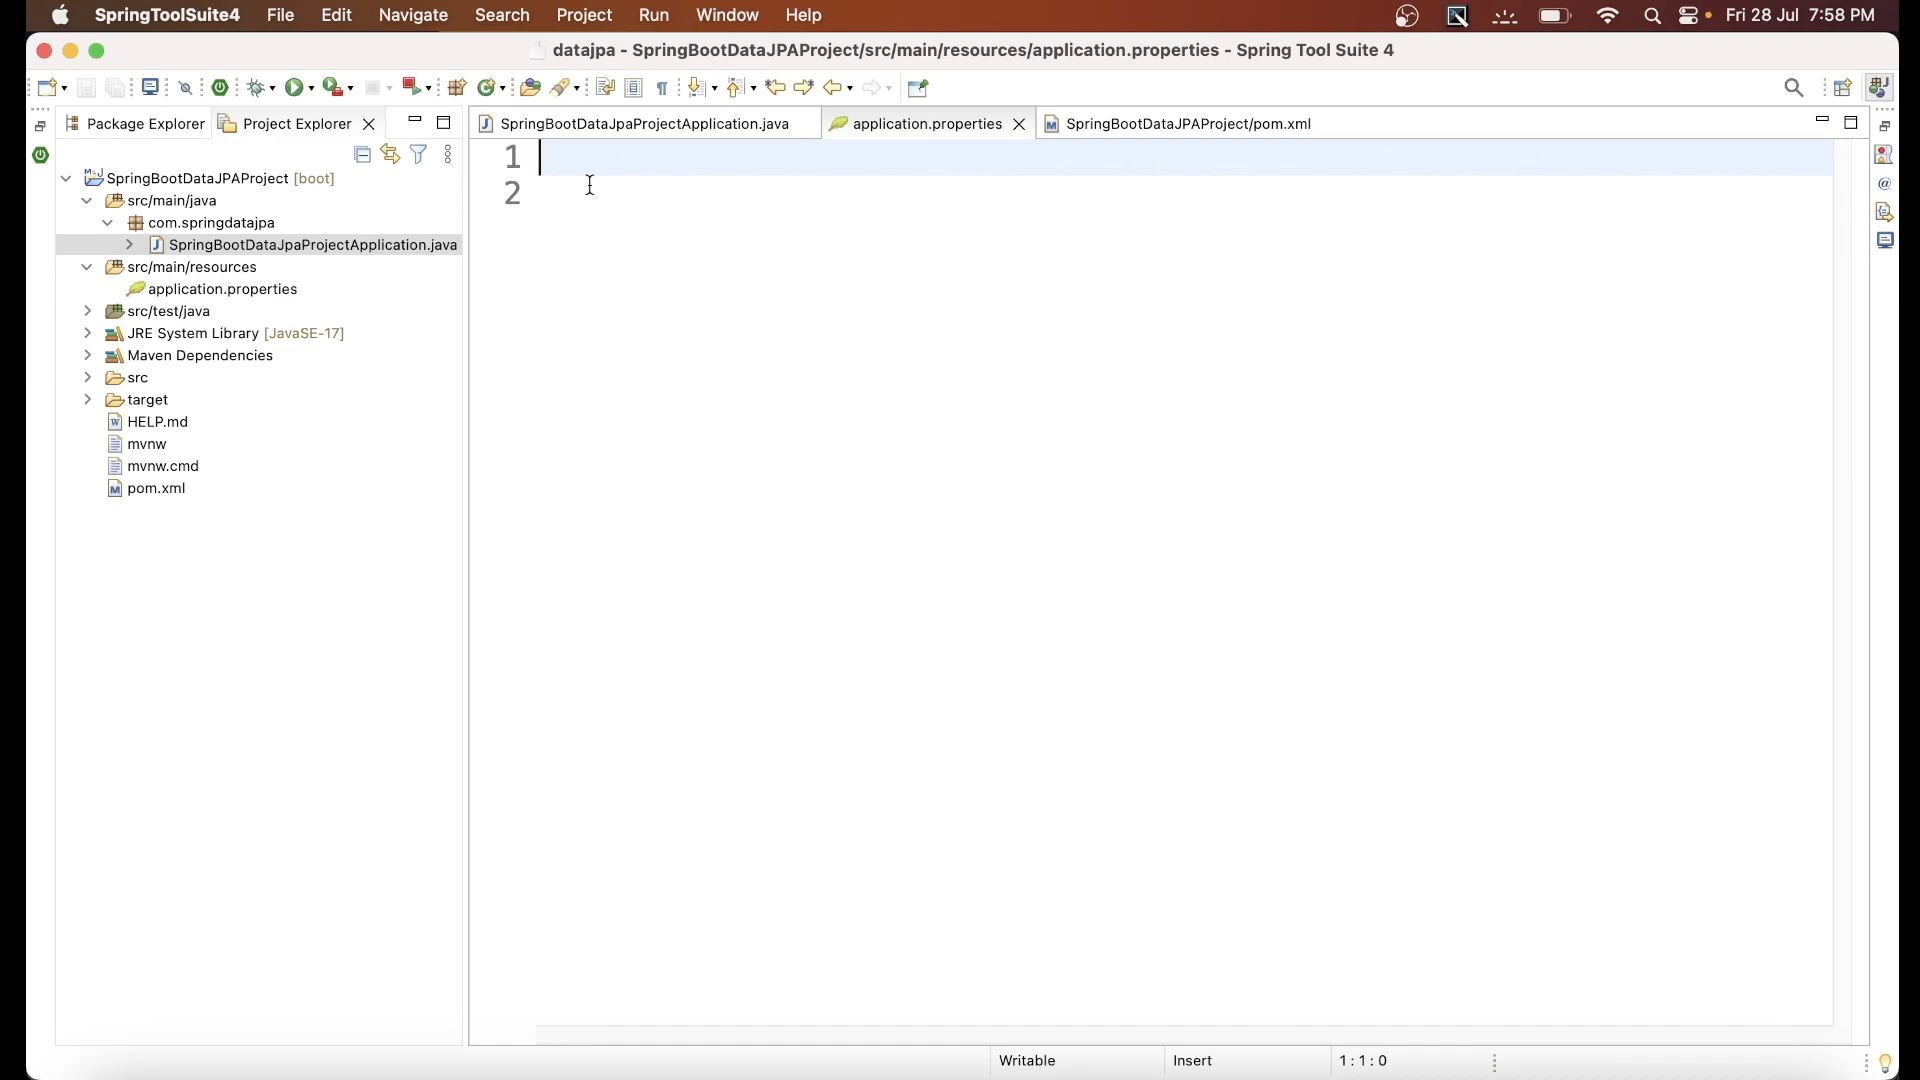 SpringToolSuite4 File Edit Navigate Search Project Run Window Help Fri 28 Jul 7:58 PM
datajpa - SpringBootDataJPAProject/src/main/resources/application.properties - Spring Tool Suite 4
Package Explorer Project Explorer
SpringBootDataJpaProjectApplication.java application.properties SpringBootDataJPAProject/pom.xml
SpringBootDataJPAProject [boot]
src/main/java
com.springdatajpa
SpringBootDataJpaProjectApplication.java
src/main/resources
application.properties
src/test/java
JRE System Library [JavaSE-17]
Maven Dependencies
src
target
HELP.md
mvnw
mvnw.cmd
pom.xml
1
2
Writable Insert 1 : 1 : 0